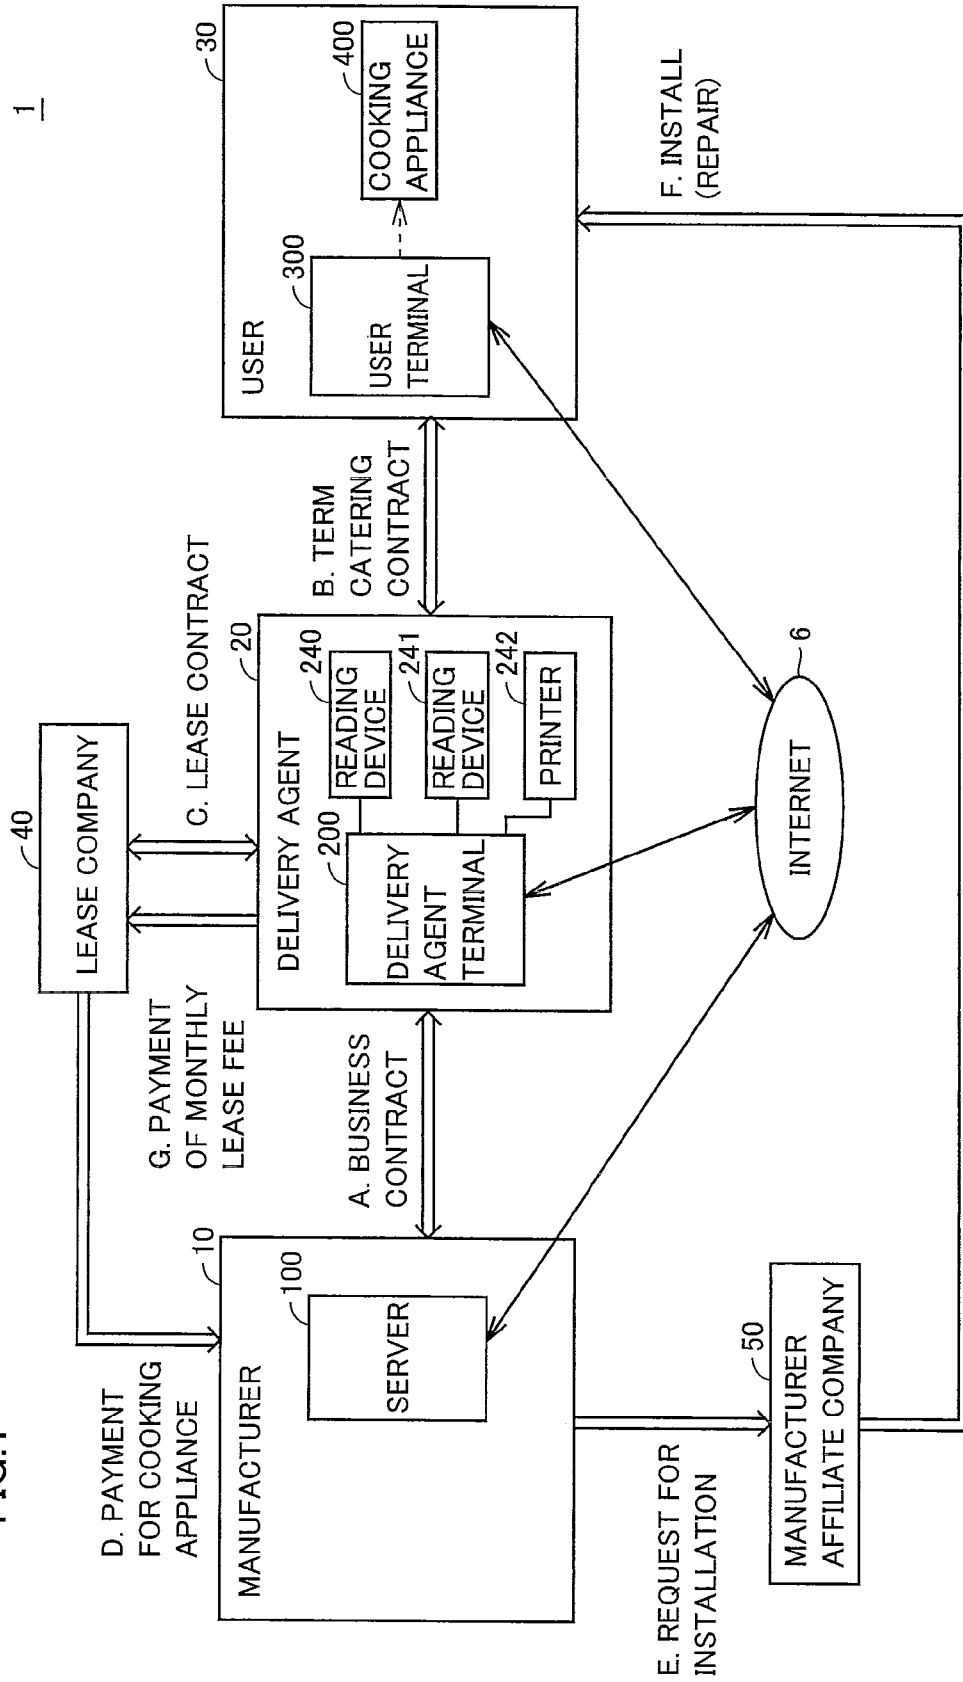 FIG.1
1
40
LEASE COMPANY
D. PAYMENT
FOR COOKING
APPLIANCE
G. PAYMENT
OF MONTHLY
LEASE FEE
C. LEASE CONTRACT
10
MANUFACTURER
100
SERVER
A. BUSINESS
CONTRACT
20
DELIVERY AGENT
200
DELIVERY
AGENT
TERMINAL
240
READING
DEVICE
241
READING
DEVICE
242
PRINTER
B. TERM
CATERING
CONTRACT
30
USER
300
USER
TERMINAL
400
COOKING
APPLIANCE
E. REQUEST FOR
INSTALLATION
50
MANUFACTURER
AFFILIATE COMPANY
6
INTERNET
F. INSTALL
(REPAIR)